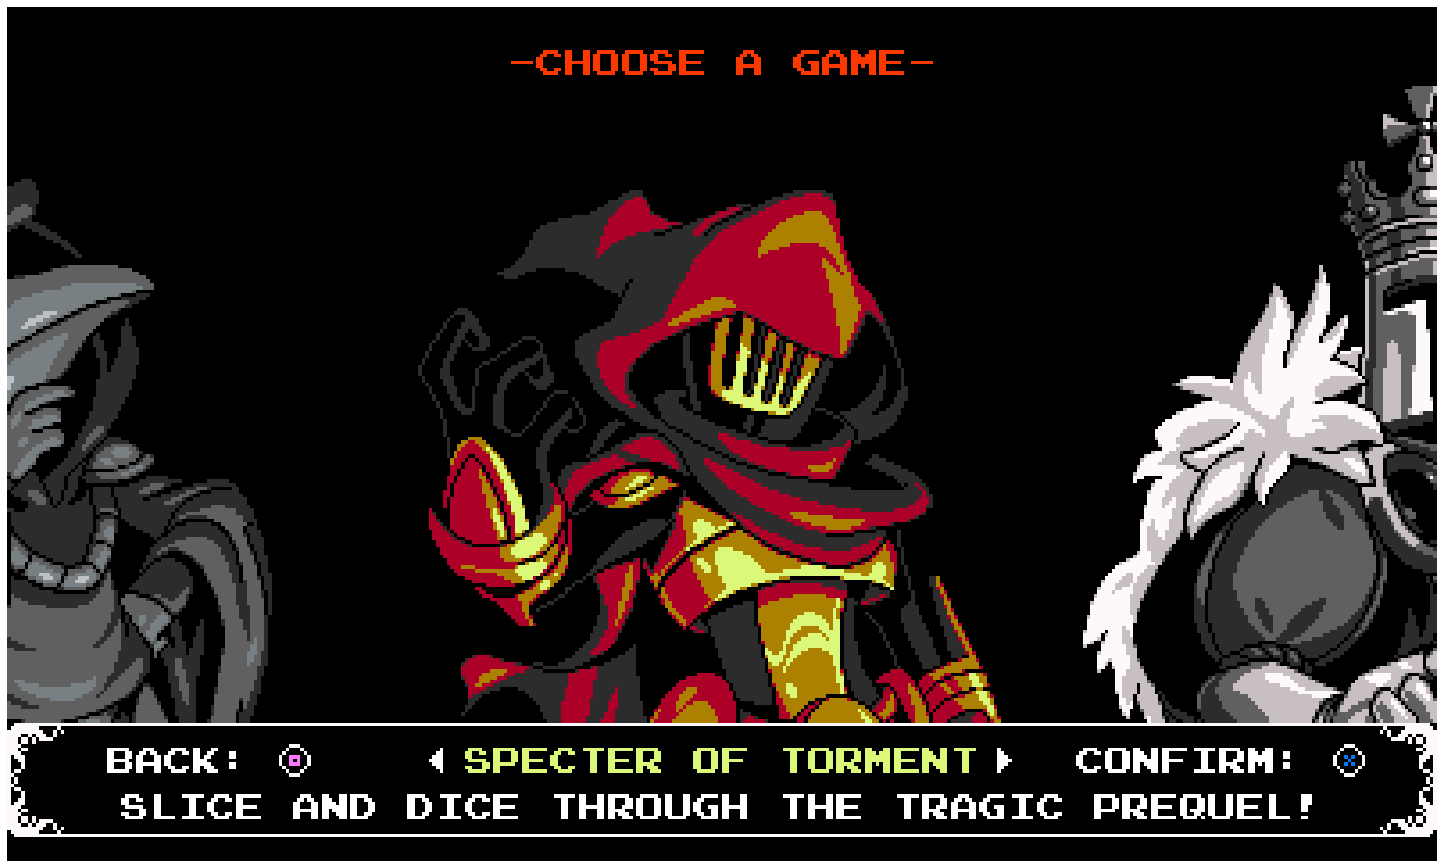 -CHOOSE A GAME-
BACK: SPECTER OF TORMENT CONFIRM:
SLICE AND DICE THROUGH THE TRAGIC PREQUEL!